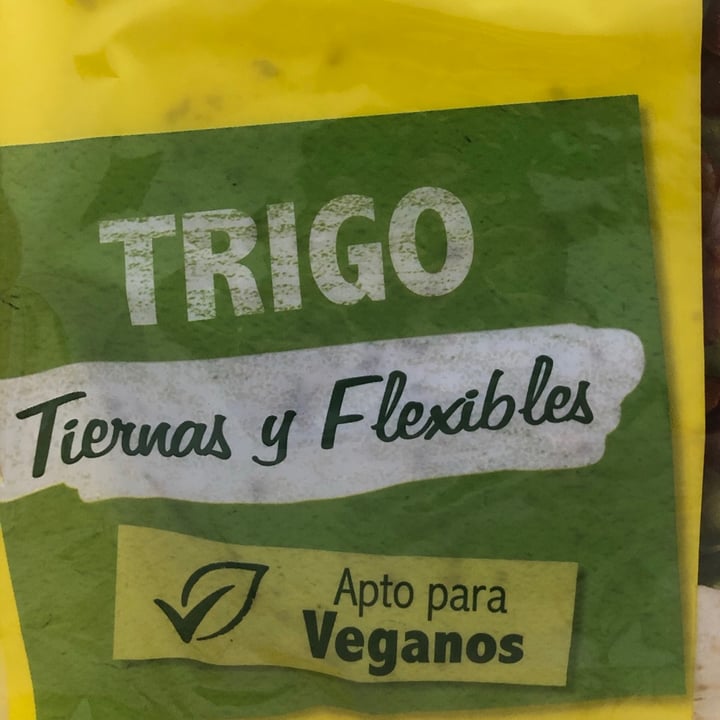 TRIGO
Tiernas y Flexibles
Apto para
Veganos